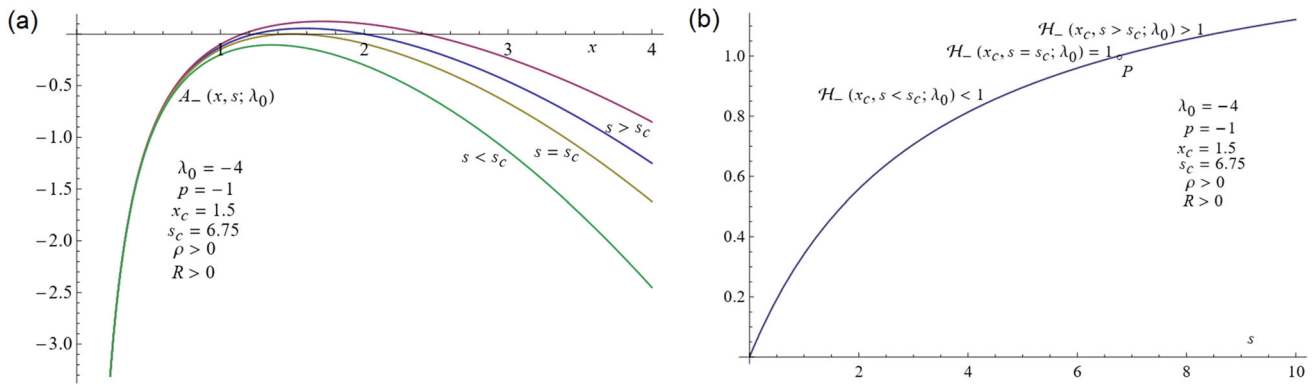 (a)
1
2
3
x
4
−0.5
−1.0
−1.5
−2.0
−2.5
−3.0
A₋ (x, s; λ₀)
s > s_c
s = s_c
s < s_c
λ₀ = −4
p = −1
x_c = 1.5
s_c = 6.75
ρ > 0
R > 0
(b)
1.0
0.8
0.6
0.4
0.2
ℋ₋ (x_c, s > s_c; λ₀) > 1
ℋ₋ (x_c, s = s_c; λ₀) = 1
P
ℋ₋ (x_c, s < s_c; λ₀) < 1
λ₀ = −4
p = −1
x_c = 1.5
s_c = 6.75
ρ > 0
R > 0
s
2
4
6
8
10